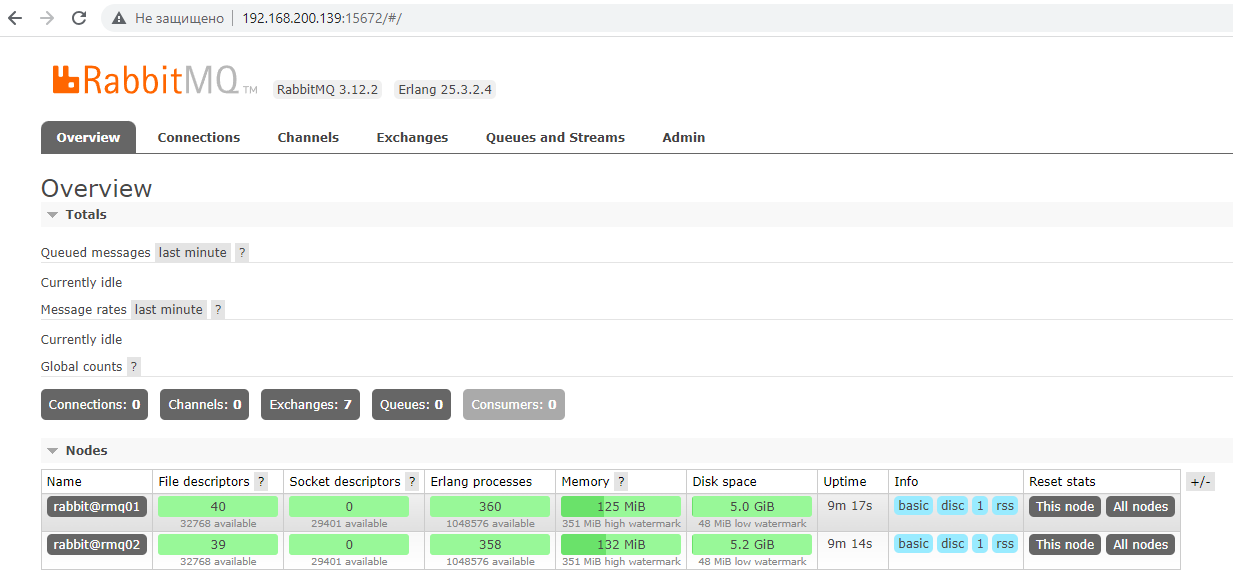 Не защищено 192.168.200.139:15672/#/
RabbitMQ TM RabbitMQ 3.12.2 Erlang 25.3.2.4
Overview Connections Channels Exchanges Queues and Streams Admin
Overview
Totals
Queued messages last minute ?
Currently idle
Message rates last minute ?
Currently idle
Global counts ?
Connections: 0 Channels: 0 Exchanges: 7 Queues: 0 Consumers: 0
Nodes
Name File descriptors ? Socket descriptors ? Erlang processes Memory ? Disk space Uptime Info Reset stats +/-
rabbit@rmq01 40 0 360 125 MiB 5.0 GiB 9m 17s basic disc 1 rss This node All nodes
32768 available 29401 available 1048576 available 351 MiB high watermark 48 MiB low watermark
rabbit@rmq02 39 0 358 132 MiB 5.2 GiB 9m 14s basic disc 1 rss This node All nodes
32768 available 29401 available 1048576 available 351 MiB high watermark 48 MiB low watermark